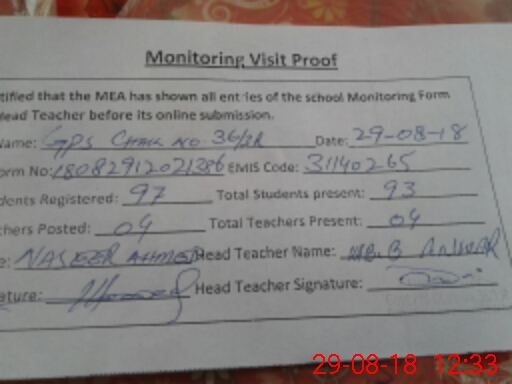 Monitoring Visit Proof
tified that the MEA has shown all entries of the school Monitoring Form
Head Teacher before its online submission.
Name: GPS CHAK NO 36/3R Date: 29-08-18
orm No: 18082912021386 EMIS Code: 31140265
dents Registered: 97 Total Students present: 93
chers Posted: 04 Total Teachers Present: 04
e: NASEER AHMED Head Teacher Name: ANWAR
ature: Head Teacher Signature:
29-08-18 12:33